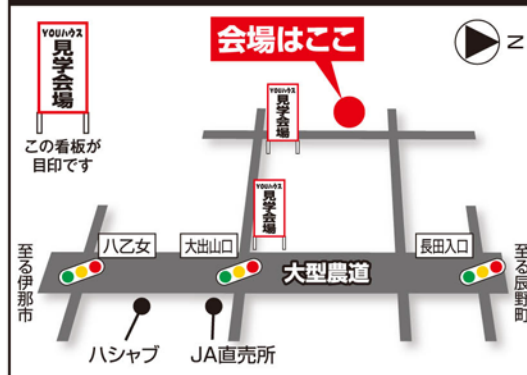 YOUハウス
見学会場
この看板が
目印です
会場はここ
N
YOUハウス
見学会場
YOUハウス
見学会場
八乙女
大出山口
長田入口
至る伊那市
大型農道
至る辰野町
ハシャブ
JA直売所